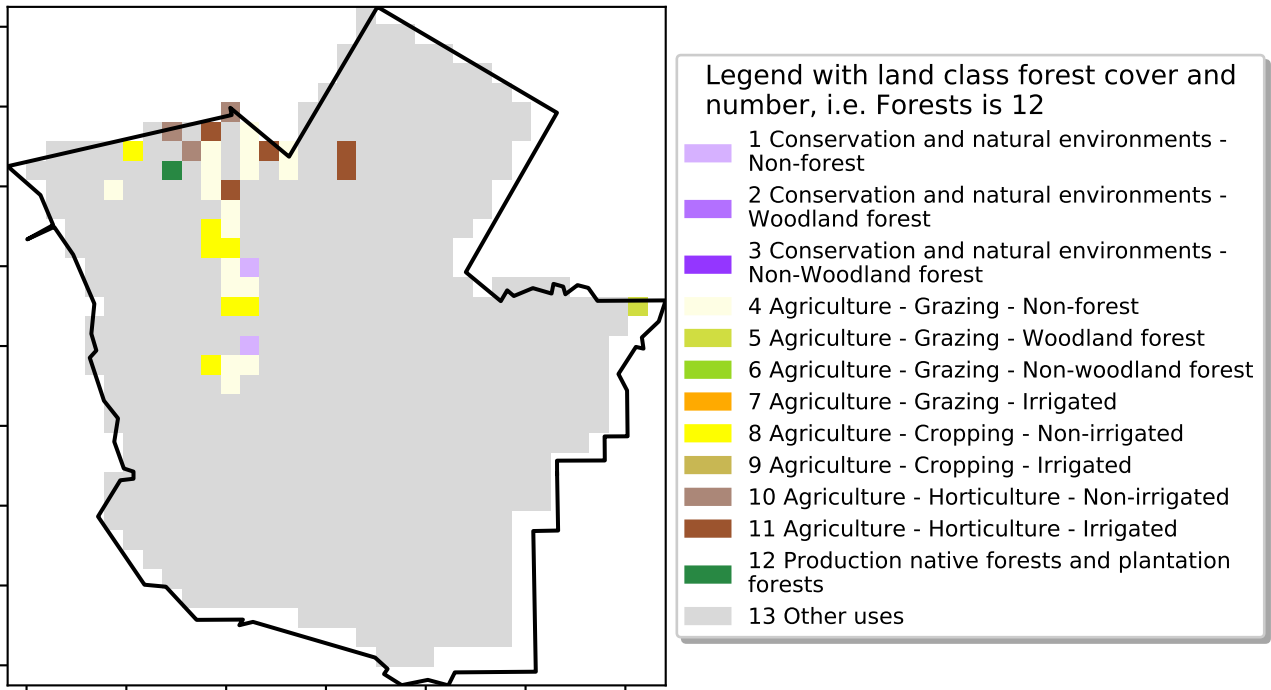 Legend with land class forest cover and
number, i.e. Forests is 12
1 Conservation and natural environments -
Non-forest
2 Conservation and natural environments -
Woodland forest
3 Conservation and natural environments -
Non-Woodland forest
4 Agriculture - Grazing - Non-forest
5 Agriculture - Grazing - Woodland forest
6 Agriculture - Grazing - Non-woodland forest
7 Agriculture - Grazing - Irrigated
8 Agriculture - Cropping - Non-irrigated
9 Agriculture - Cropping - Irrigated
10 Agriculture - Horticulture - Non-irrigated
11 Agriculture - Horticulture - Irrigated
12 Production native forests and plantation
forests
13 Other uses